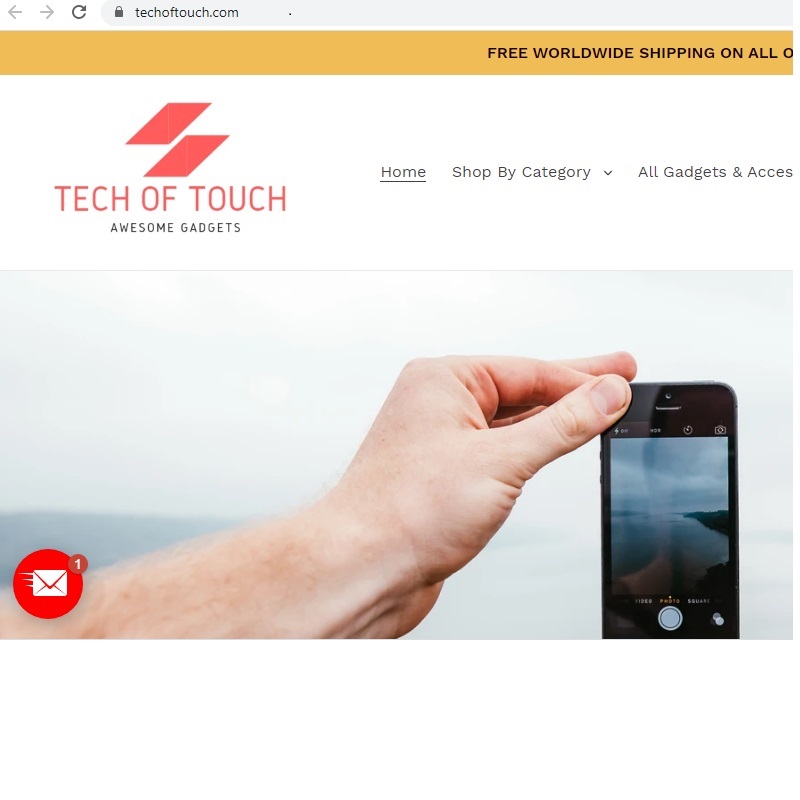 techoftouch.com
FREE WORLDWIDE SHIPPING ON ALL O
TECH OF TOUCH
AWESOME GADGETS
Home Shop By Category All Gadgets & Acces
HDR
VIDEO PHOTO SQUARE
1